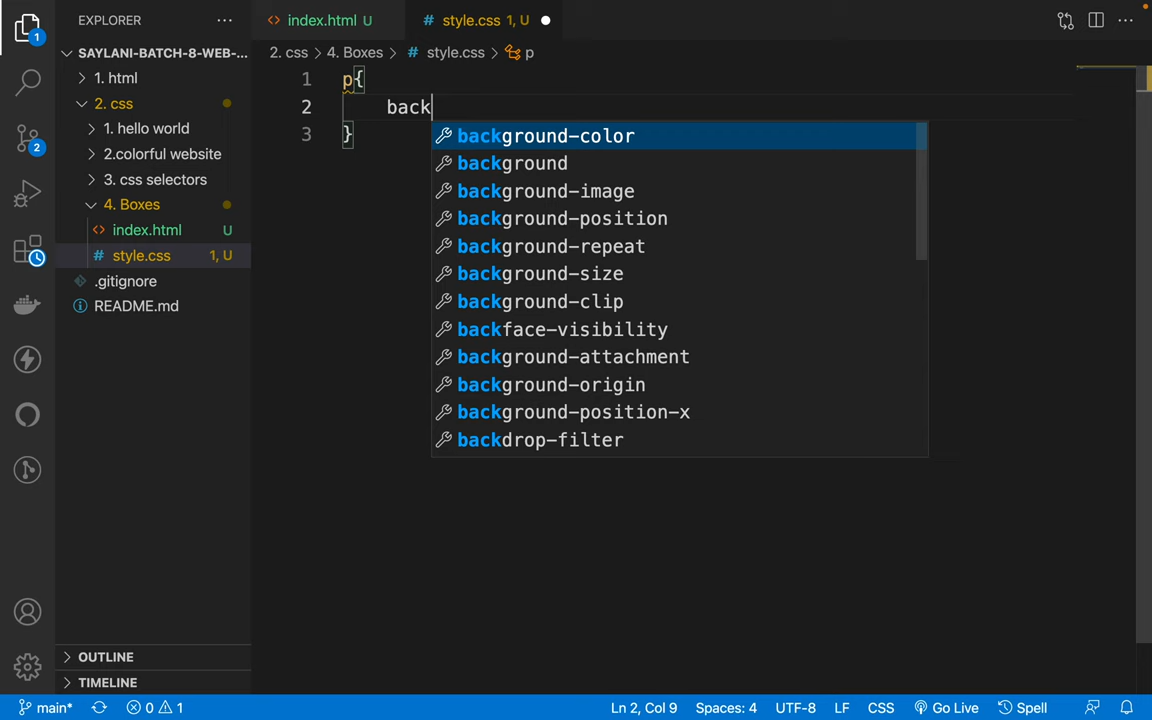 EXPLORER
index.html U
style.css 1, U
SAYLANI-BATCH-8-WEB-...
2. css > 4. Boxes > style.css > p
1. html
2. css
1. hello world
2.colorful website
3. css selectors
4. Boxes
index.html U
style.css 1, U
.gitignore
README.md
1 p{
2 back
3 }
background-color
background
background-image
background-position
background-repeat
background-size
background-clip
backface-visibility
background-attachment
background-origin
background-position-x
backdrop-filter
1
2
OUTLINE
TIMELINE
main* 0 1 Ln 2, Col 9 Spaces: 4 UTF-8 LF CSS Go Live Spell